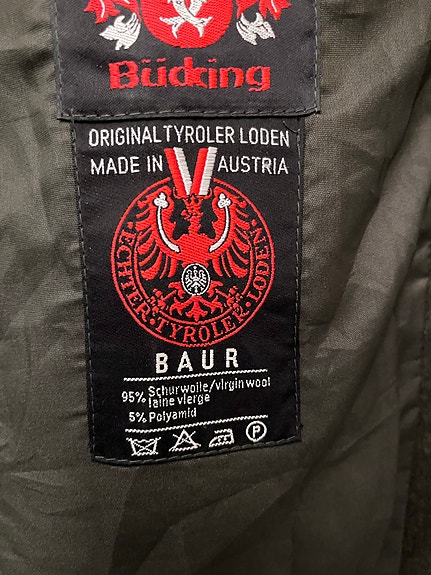 Bücking
ORIGINAL TYROLER LODEN
MADE IN AUSTRIA
·ECHTER·TYROLER·LODEN·
BAUR
95% Schurwolle/virgin wool
laine vierge
5% Polyamid
P